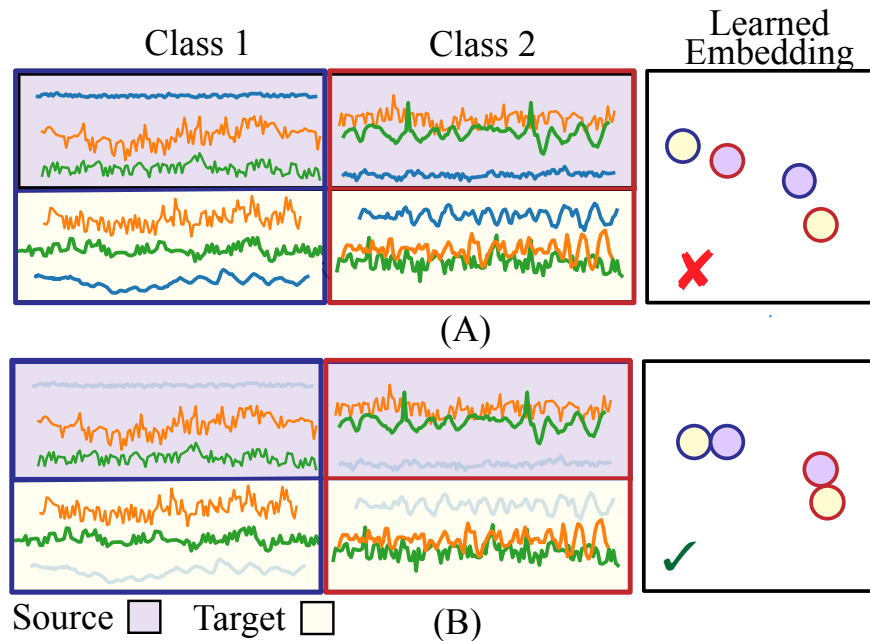 Class 1
Class 2
Learned
Embedding
(A)
Source
Target
(B)